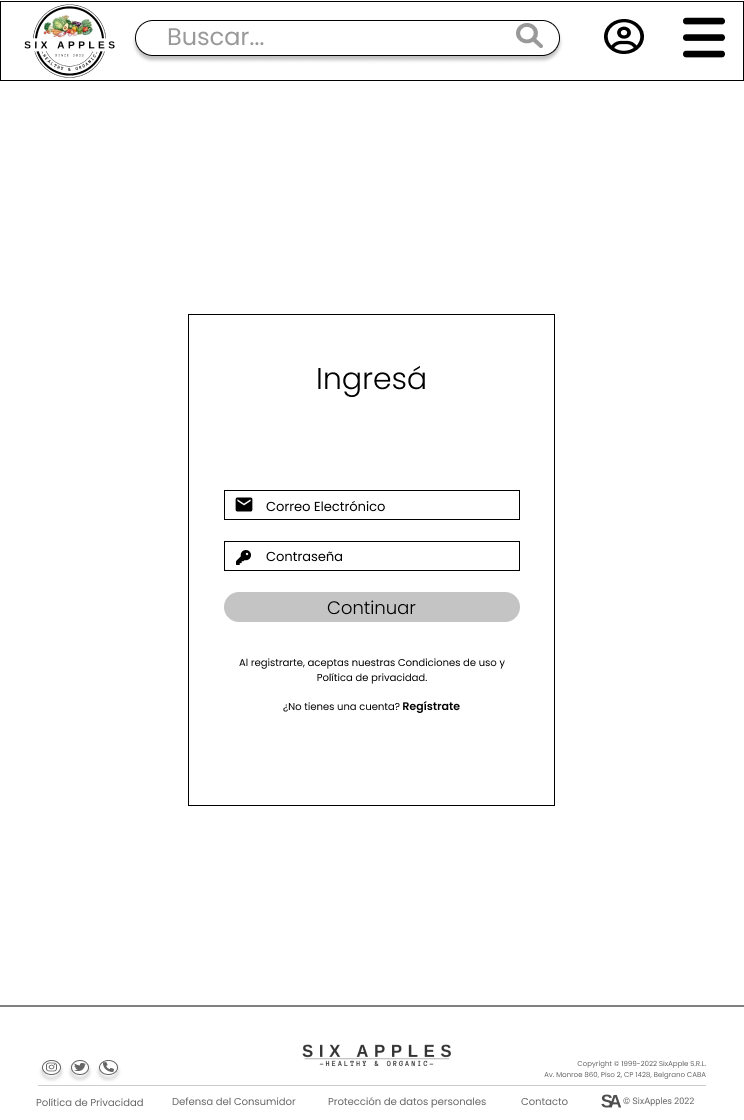 SIX APPLES
SINCE 2022
HEALTHY & ORGANIC
Buscar...
Ingresá
Correo Electrónico
Contraseña
Continuar
Al registrarte, aceptas nuestras Condiciones de uso y
Política de privacidad.
¿No tienes una cuenta? Regístrate
SIX APPLES
-HEALTHY & ORGANIC-
Copyright © 1999-2022 SixApple S.R.L.
Av. Monroe 860, Piso 2, CP 1428, Belgrano CABA
Política de Privacidad
Defensa del Consumidor
Protección de datos personales
Contacto
SA © SixApples 2022